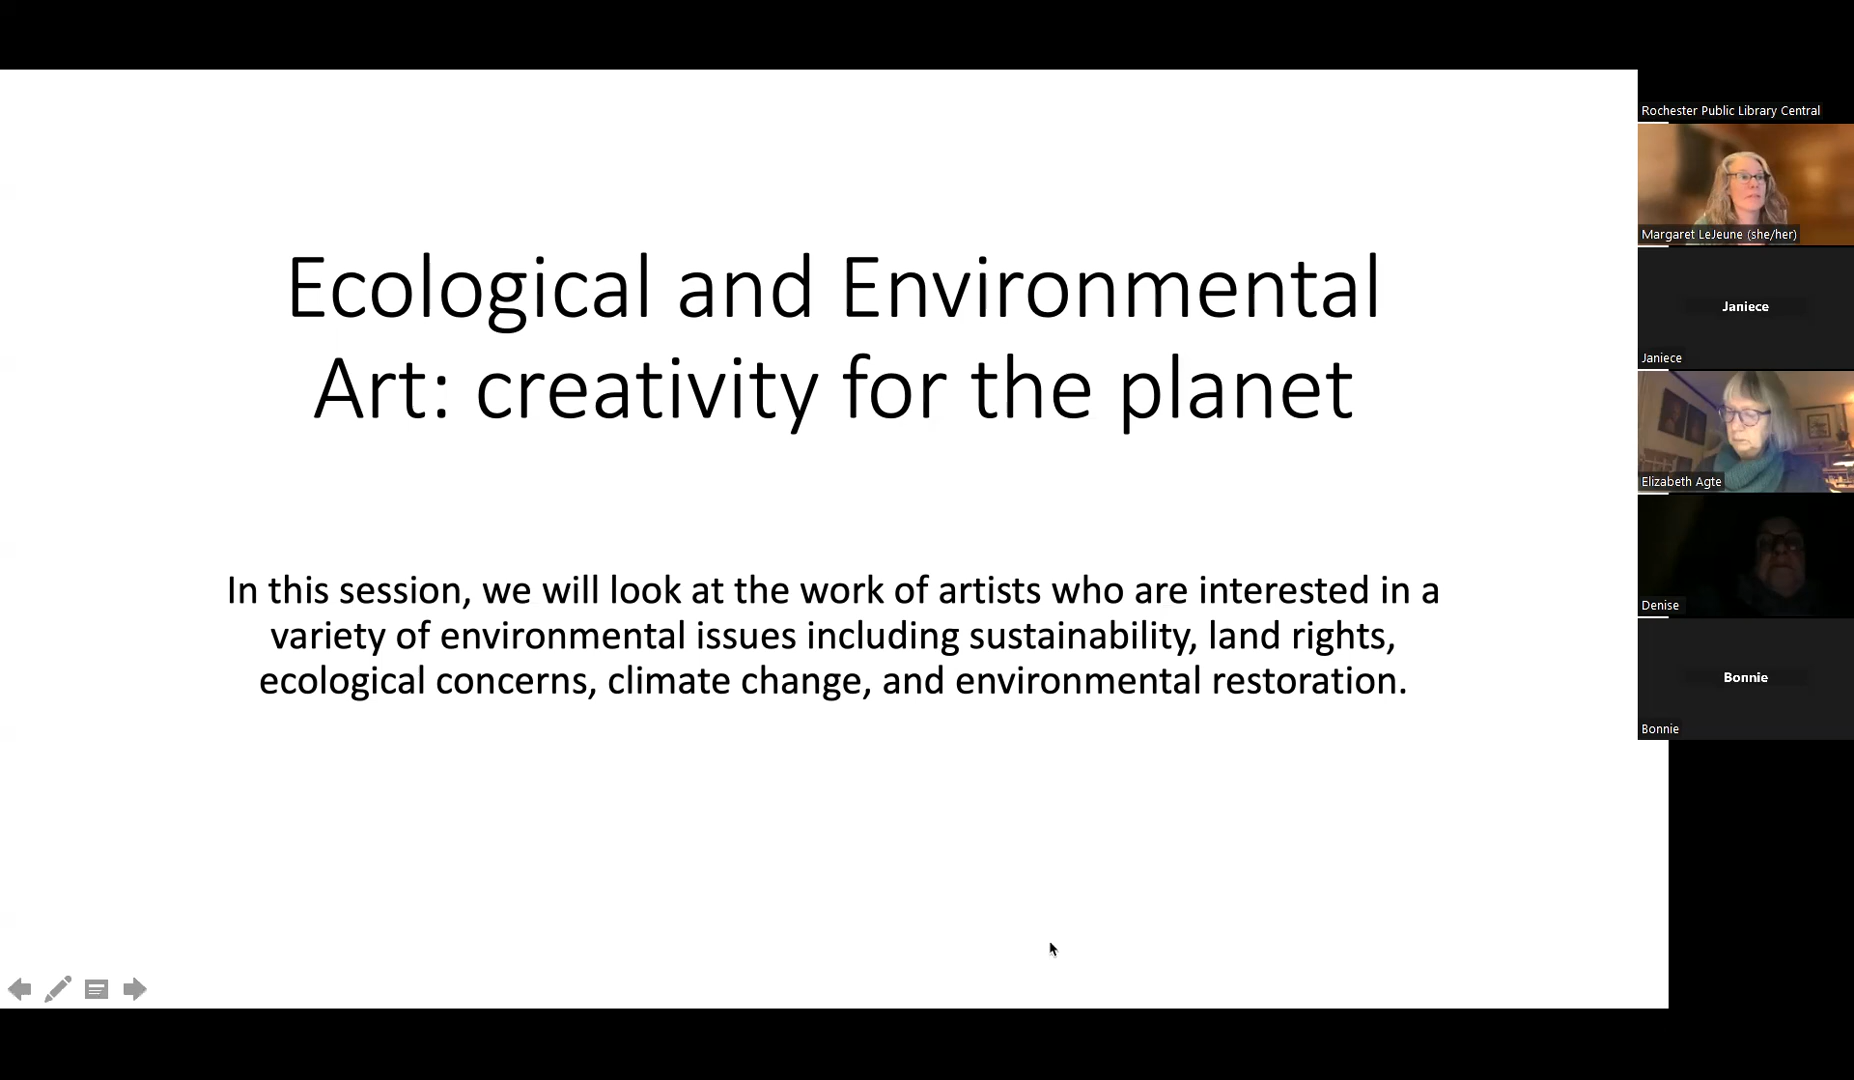 Ecological and Environmental
Art: creativity for the planet
In this session, we will look at the work of artists who are interested in a
variety of environmental issues including sustainability, land rights,
ecological concerns, climate change, and environmental restoration.
Rochester Public Library Central
Margaret LeJeune (she/her)
Janiece
Janiece
Elizabeth Agte
Denise
Bonnie
Bonnie